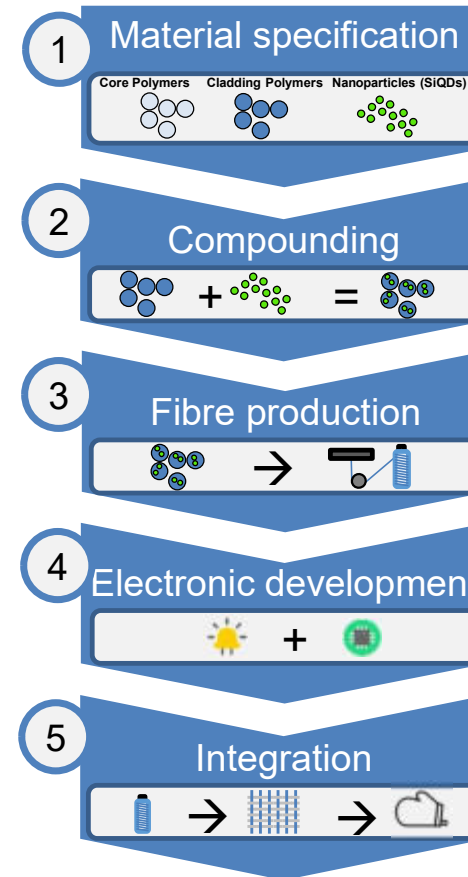 1
Material specification
Core Polymers Cladding Polymers Nanoparticles (SiQDs)
2
Compounding
+ =
3
Fibre production
→
4
Electronic developmen
+
5
Integration
→ →